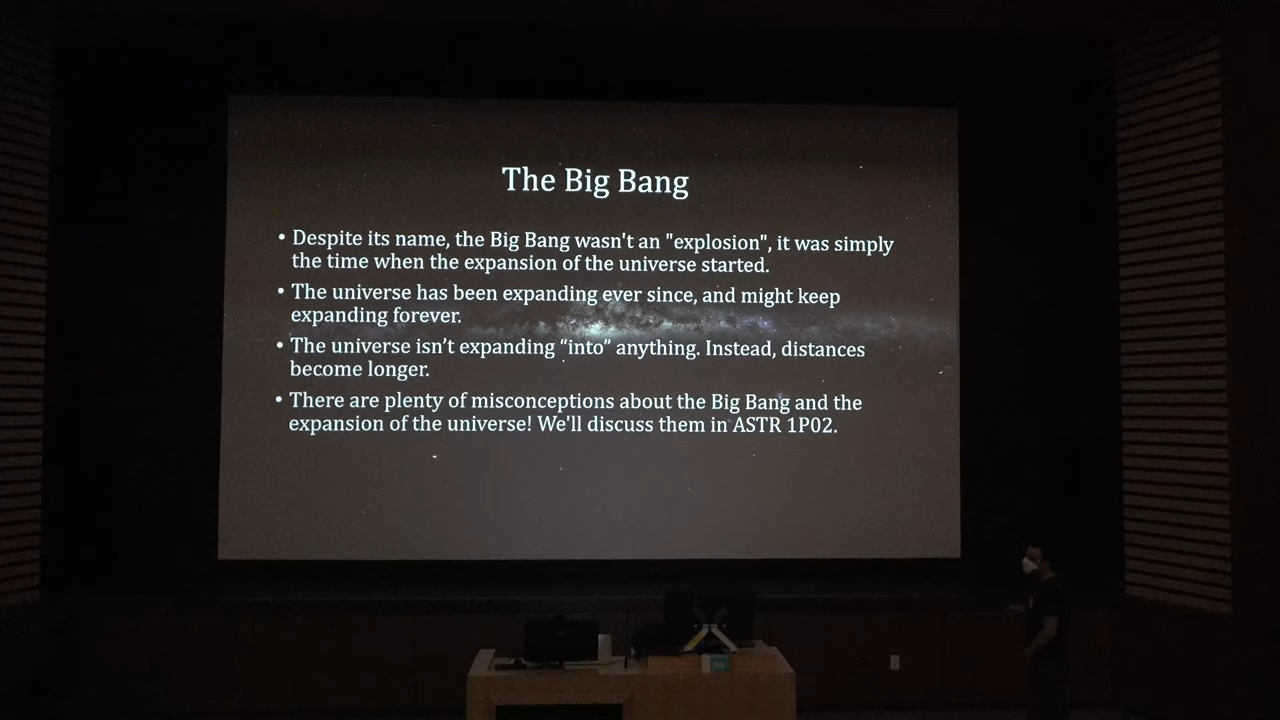 The Big Bang
• Despite its name, the Big Bang wasn't an "explosion", it was simply
the time when the expansion of the universe started.
• The universe has been expanding ever since, and might keep
expanding forever.
• The universe isn’t expanding “into” anything. Instead, distances
become longer.
• There are plenty of misconceptions about the Big Bang and the
expansion of the universe! We'll discuss them in ASTR 1P02.